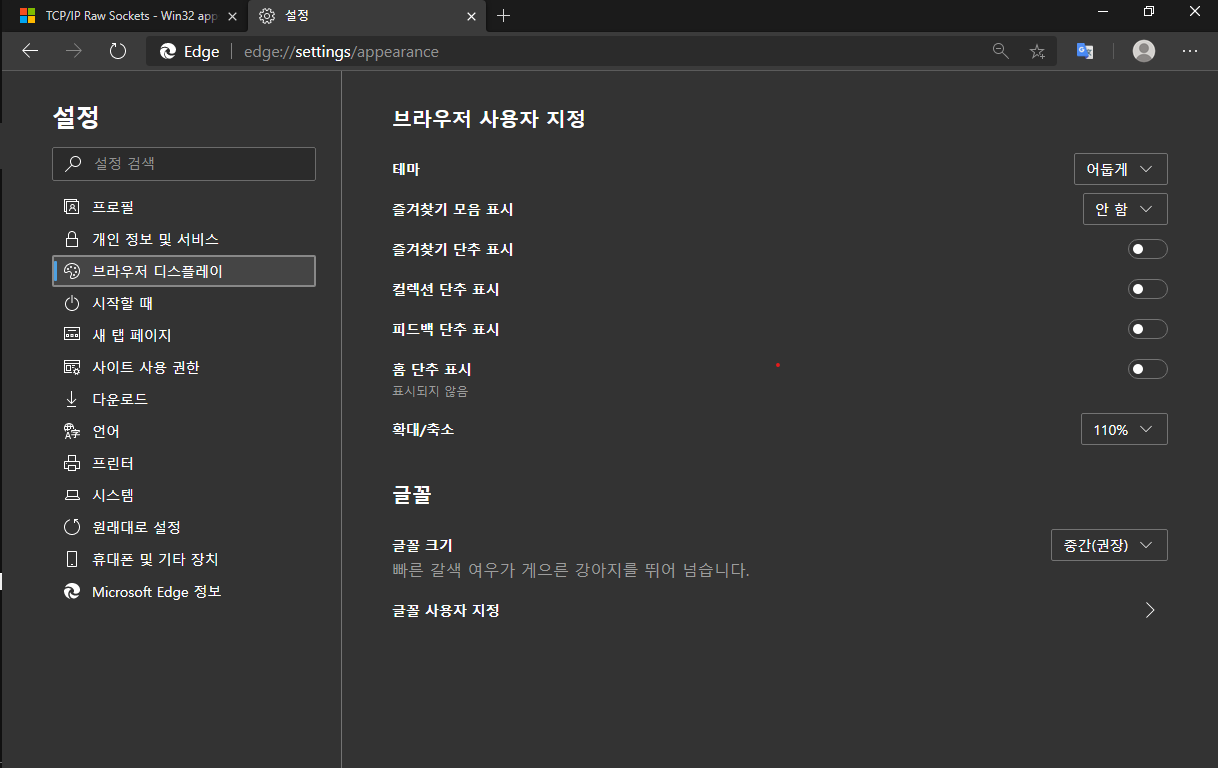 TCP/IP Raw Sockets - Win32 app
설정
Edge
edge://settings/appearance
설정
설정 검색
프로필
개인 정보 및 서비스
브라우저 디스플레이
시작할 때
새 탭 페이지
사이트 사용 권한
다운로드
언어
프린터
시스템
원래대로 설정
휴대폰 및 기타 장치
Microsoft Edge 정보
브라우저 사용자 지정
테마
어둡게
즐겨찾기 모음 표시
안 함
즐겨찾기 단추 표시
컬렉션 단추 표시
피드백 단추 표시
홈 단추 표시
표시되지 않음
확대/축소
110%
글꼴
글꼴 크기
중간(권장)
빠른 갈색 여우가 게으른 강아지를 뛰어 넘습니다.
글꼴 사용자 지정